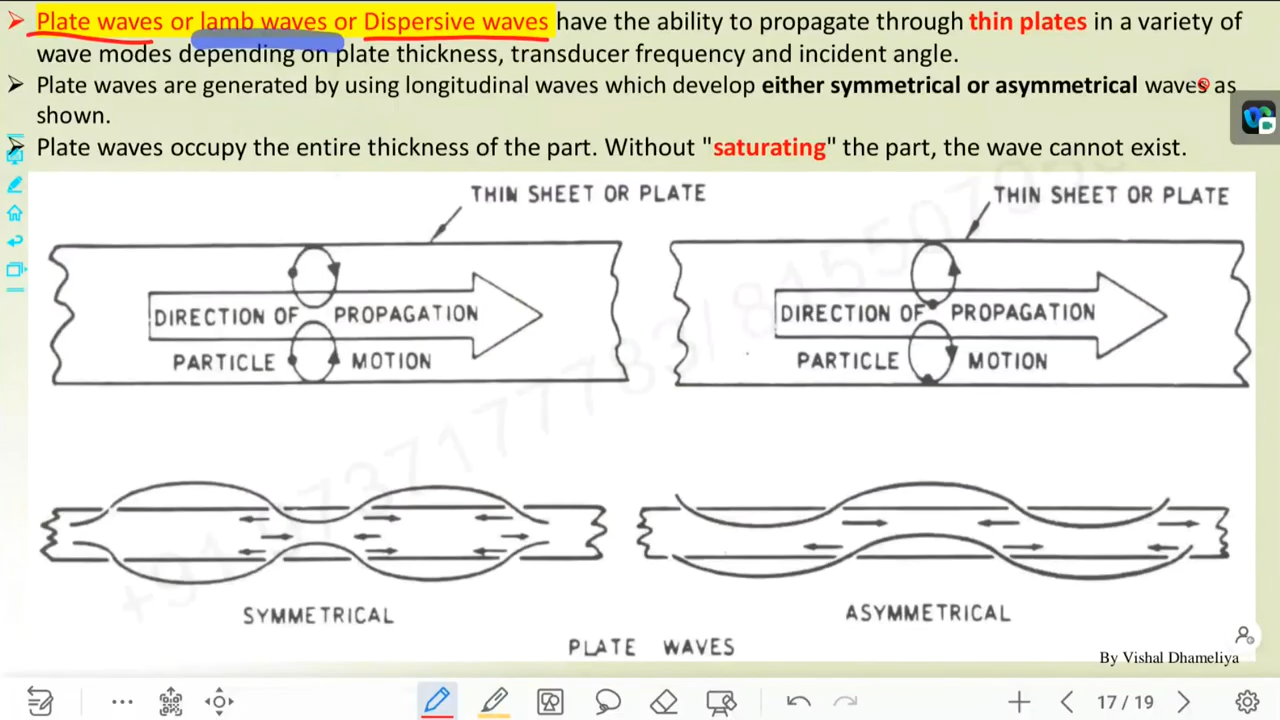 ➢ Plate waves or lamb waves or Dispersive waves have the ability to propagate through thin plates in a variety of
wave modes depending on plate thickness, transducer frequency and incident angle.
➢ Plate waves are generated by using longitudinal waves which develop either symmetrical or asymmetrical waves as
shown.
➢ Plate waves occupy the entire thickness of the part. Without "saturating" the part, the wave cannot exist.
THIN SHEET OR PLATE
DIRECTION OF PROPAGATION
PARTICLE MOTION
THIN SHEET OR PLATE
DIRECTION OF PROPAGATION
PARTICLE MOTION
SYMMETRICAL
ASYMMETRICAL
PLATE WAVES
By Vishal Dhameliya
17 / 19